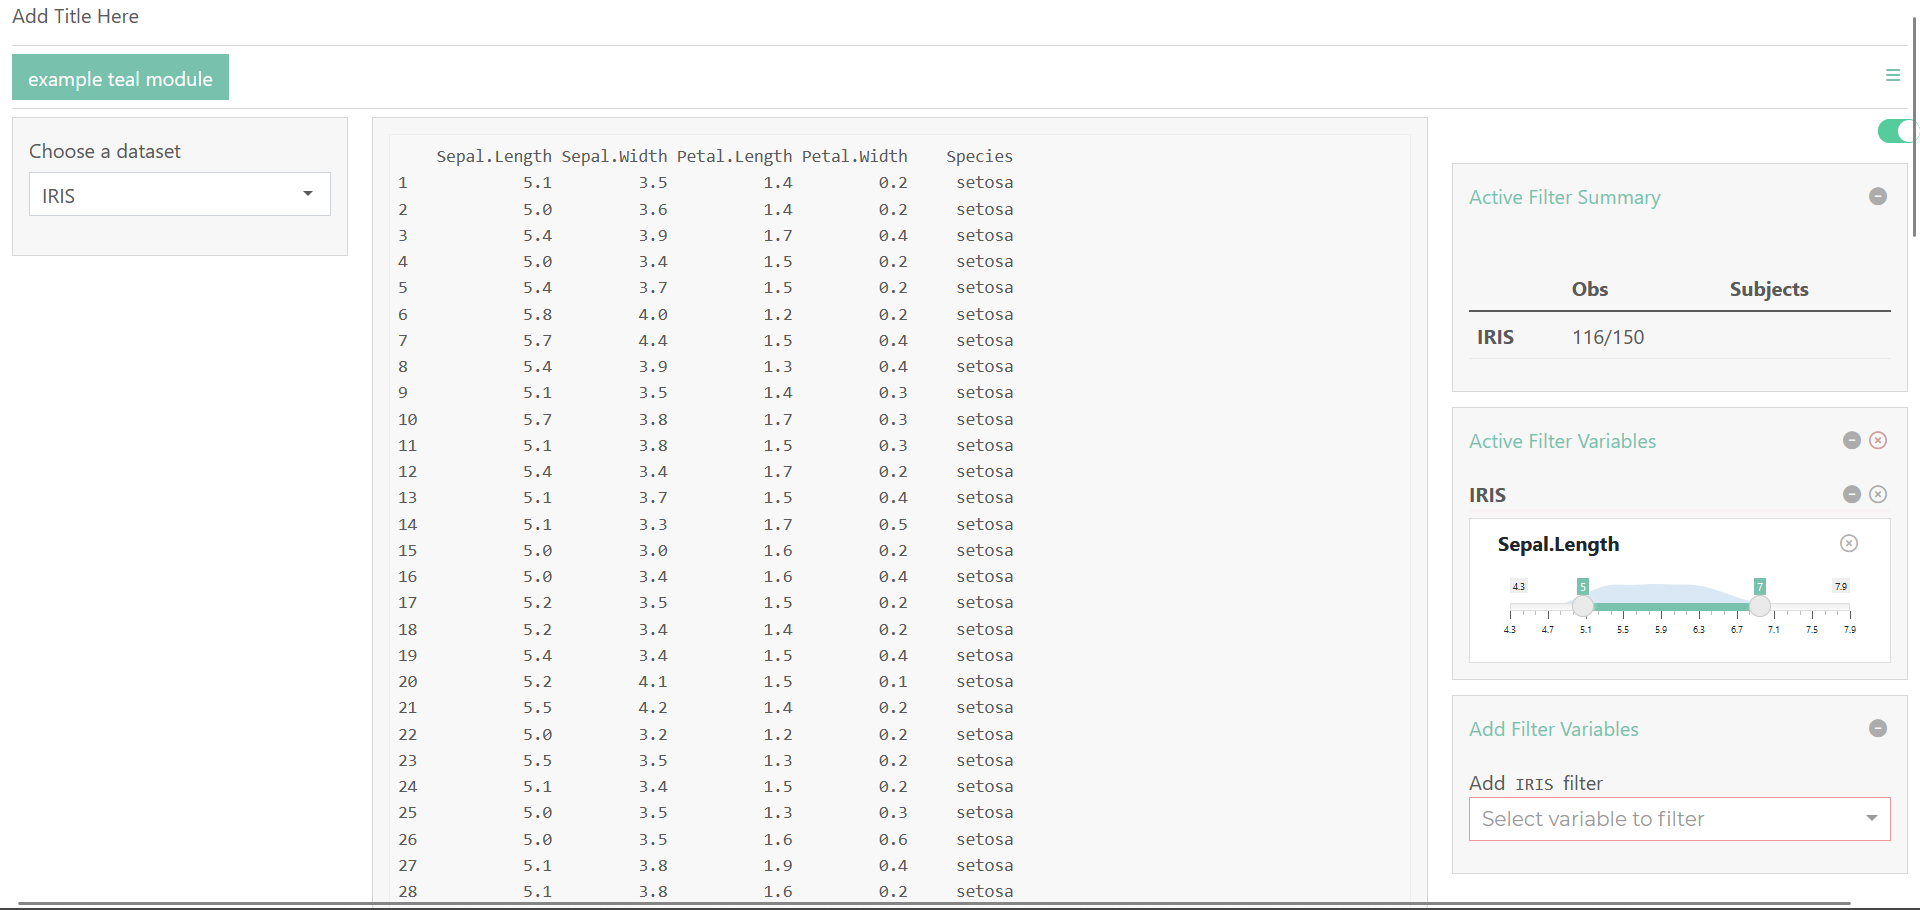 Add Title Here
example teal module
Choose a dataset
IRIS
Sepal.Length Sepal.Width Petal.Length Petal.Width Species
1 5.1 3.5 1.4 0.2 setosa
2 5.0 3.6 1.4 0.2 setosa
3 5.4 3.9 1.7 0.4 setosa
4 5.0 3.4 1.5 0.2 setosa
5 5.4 3.7 1.5 0.2 setosa
6 5.8 4.0 1.2 0.2 setosa
7 5.7 4.4 1.5 0.4 setosa
8 5.4 3.9 1.3 0.4 setosa
9 5.1 3.5 1.4 0.3 setosa
10 5.7 3.8 1.7 0.3 setosa
11 5.1 3.8 1.5 0.3 setosa
12 5.4 3.4 1.7 0.2 setosa
13 5.1 3.7 1.5 0.4 setosa
14 5.1 3.3 1.7 0.5 setosa
15 5.0 3.0 1.6 0.2 setosa
16 5.0 3.4 1.6 0.4 setosa
17 5.2 3.5 1.5 0.2 setosa
18 5.2 3.4 1.4 0.2 setosa
19 5.4 3.4 1.5 0.4 setosa
20 5.2 4.1 1.5 0.1 setosa
21 5.5 4.2 1.4 0.2 setosa
22 5.0 3.2 1.2 0.2 setosa
23 5.5 3.5 1.3 0.2 setosa
24 5.1 3.4 1.5 0.2 setosa
25 5.0 3.5 1.3 0.3 setosa
26 5.0 3.5 1.6 0.6 setosa
27 5.1 3.8 1.9 0.4 setosa
28 5.1 3.8 1.6 0.2 setosa
Active Filter Summary
Obs Subjects
IRIS 116/150
Active Filter Variables
IRIS
Sepal.Length
4.3 5 7 7.9
4.3 4.7 5.1 5.5 5.9 6.3 6.7 7.1 7.5 7.9
Add Filter Variables
Add IRIS filter
Select variable to filter